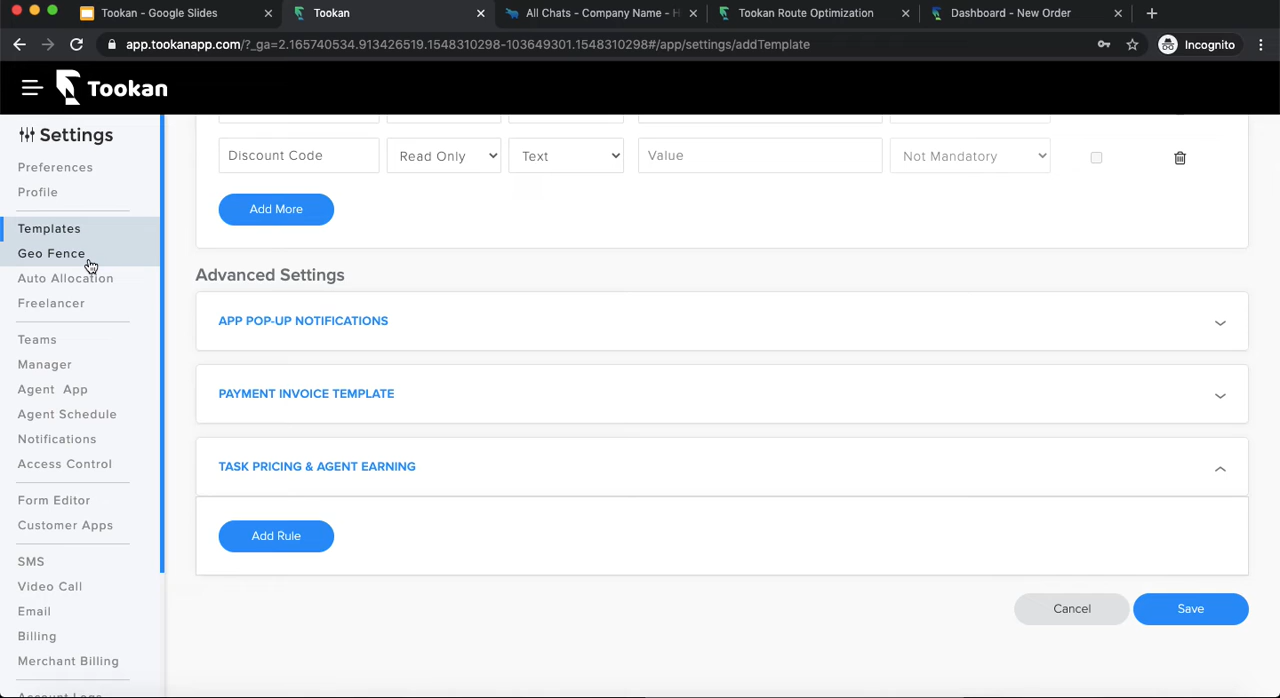 Tookan - Google Slides
Tookan
All Chats - Company Name - H
Tookan Route Optimization
Dashboard - New Order
app.tookanapp.com/?_ga=2.165740534.913426519.1548310298-103649301.1548310298#/app/settings/addTemplate
Incognito
Tookan
Settings
Preferences
Profile
Templates
Geo Fence
Auto Allocation
Freelancer
Teams
Manager
Agent App
Agent Schedule
Notifications
Access Control
Form Editor
Customer Apps
SMS
Video Call
Email
Billing
Merchant Billing
Account Logs
Discount Code
Read Only
Text
Value
Not Mandatory
Add More
Advanced Settings
APP POP-UP NOTIFICATIONS
PAYMENT INVOICE TEMPLATE
TASK PRICING & AGENT EARNING
Add Rule
Cancel
Save